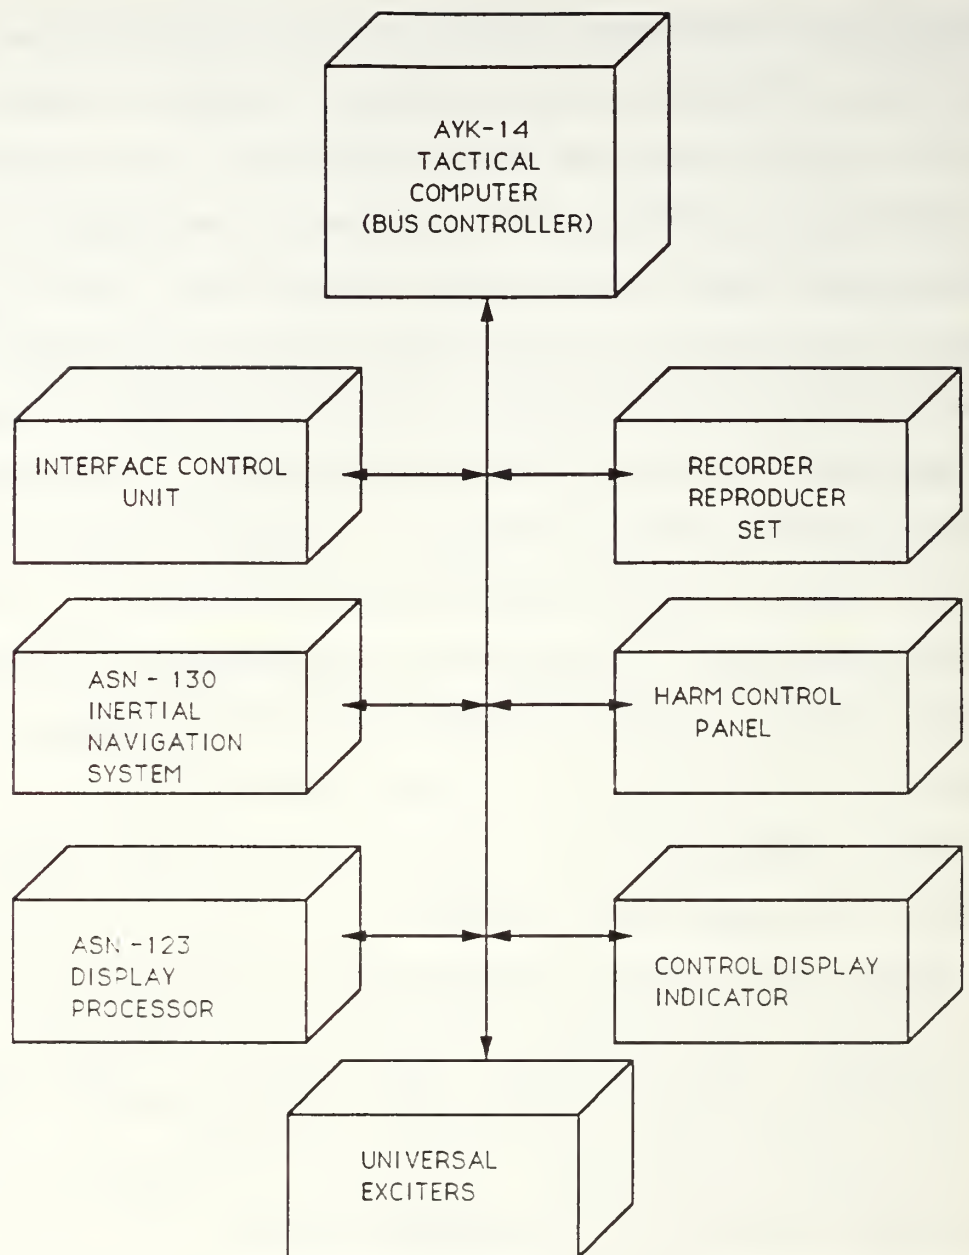 AYK-14
TACTICAL
COMPUTER
(BUS CONTROLLER)
INTERFACE CONTROL
UNIT
RECORDER
REPRODUCER
SET
ASN - 130
INERTIAL
NAVIGATION
SYSTEM
HARM CONTROL
PANEL
ASN -123
DISPLAY
PROCESSOR
CONTROL DISPLAY
INDICATOR
UNIVERSAL
EXCITERS